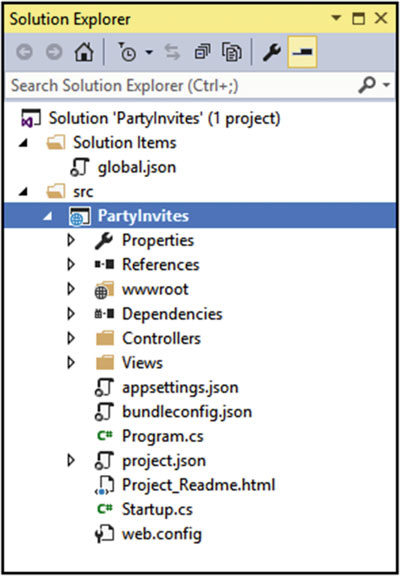 Solution Explorer
Search Solution Explorer (Ctrl+;)
Solution 'PartyInvites' (1 project)
Solution Items
global.json
src
PartyInvites
Properties
References
wwwroot
Dependencies
Controllers
Views
appsettings.json
bundleconfig.json
C# Program.cs
project.json
Project_Readme.html
C# Startup.cs
web.config